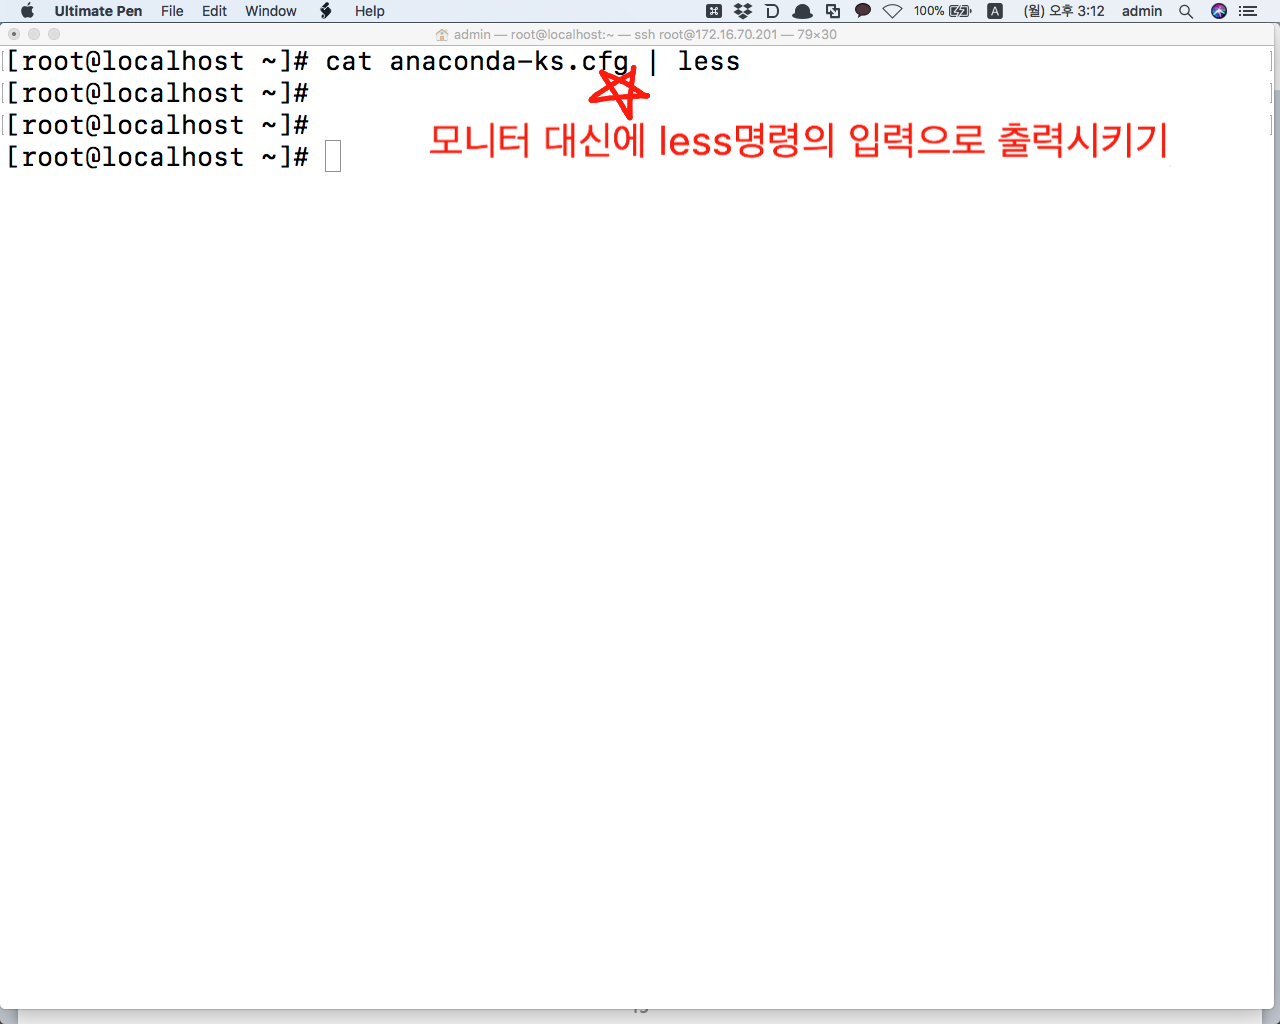 Ultimate Pen File Edit Window Help 100% A (월) 오후 3:12 admin
admin — root@localhost:~ — ssh root@172.16.70.201 — 79×30
[root@localhost ~]# cat anaconda-ks.cfg | less
[root@localhost ~]#
[root@localhost ~]#
모니터 대신에 less명령의 입력으로 출력시키기
[root@localhost ~]#